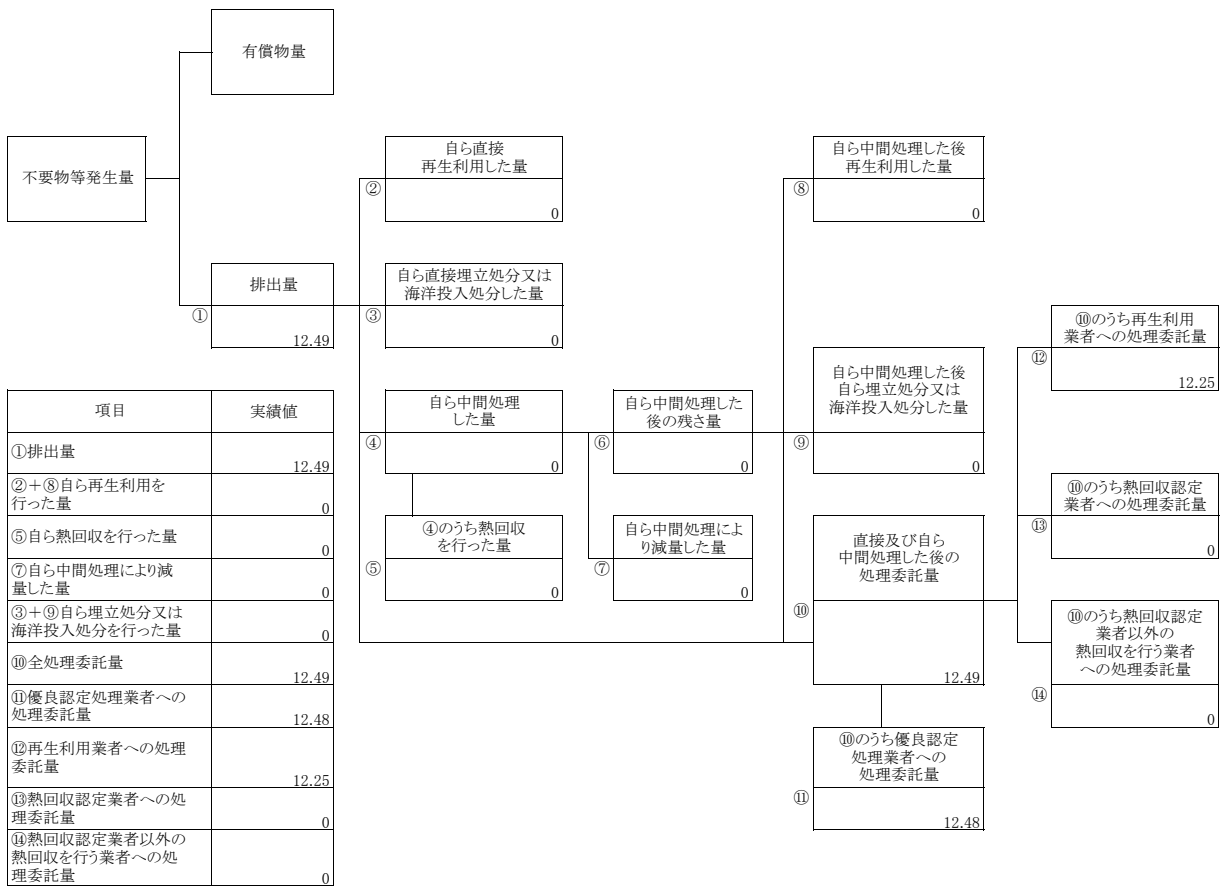 有償物量
不要物等発生量
排出量
①
12.49
自ら直接
再生利用した量
②
0
自ら直接埋立処分又は
海洋投入処分した量
③
0
自ら中間処理
した量
④
0
④のうち熱回収
を行った量
⑤
0
自ら中間処理した
後の残さ量
⑥
0
自ら中間処理によ
り減量した量
⑦
0
自ら中間処理した後
再生利用した量
⑧
0
自ら中間処理した後
自ら埋立処分又は
海洋投入処分した量
⑨
0
直接及び自ら
中間処理した後の
処理委託量
⑩
12.49
⑩のうち優良認定
処理業者への
処理委託量
⑪
12.48
⑩のうち再生利用
業者への処理委託量
⑫
12.25
⑩のうち熱回収認定
業者への処理委託量
⑬
0
⑩のうち熱回収認定
業者以外の
熱回収を行う業者
への処理委託量
⑭
0
項目 実績値
①排出量
12.49
②+⑧自ら再生利用を
行った量
0
⑤自ら熱回収を行った量
0
⑦自ら中間処理により減
量した量
0
③+⑨自ら埋立処分又は
海洋投入処分を行った量
0
⑩全処理委託量
12.49
⑪優良認定処理業者への
処理委託量
12.48
⑫再生利用業者への処理
委託量
12.25
⑬熱回収認定業者への処
理委託量
0
⑭熱回収認定業者以外の
熱回収を行う業者への処
理委託量
0